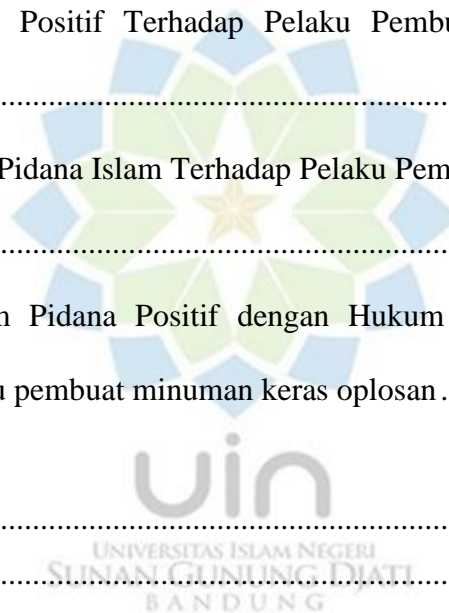 Positif Terhadap Pelaku Pembu
................................................................
Pidana Islam Terhadap Pelaku Pem
................................................................
Pidana Positif dengan Hukum
pembuat minuman keras oplosan .
................................................................
uin
UNIVERSITAS ISLAM NEGERI
................................................................
SUNAN GUNUNG DJATI
BANDUNG